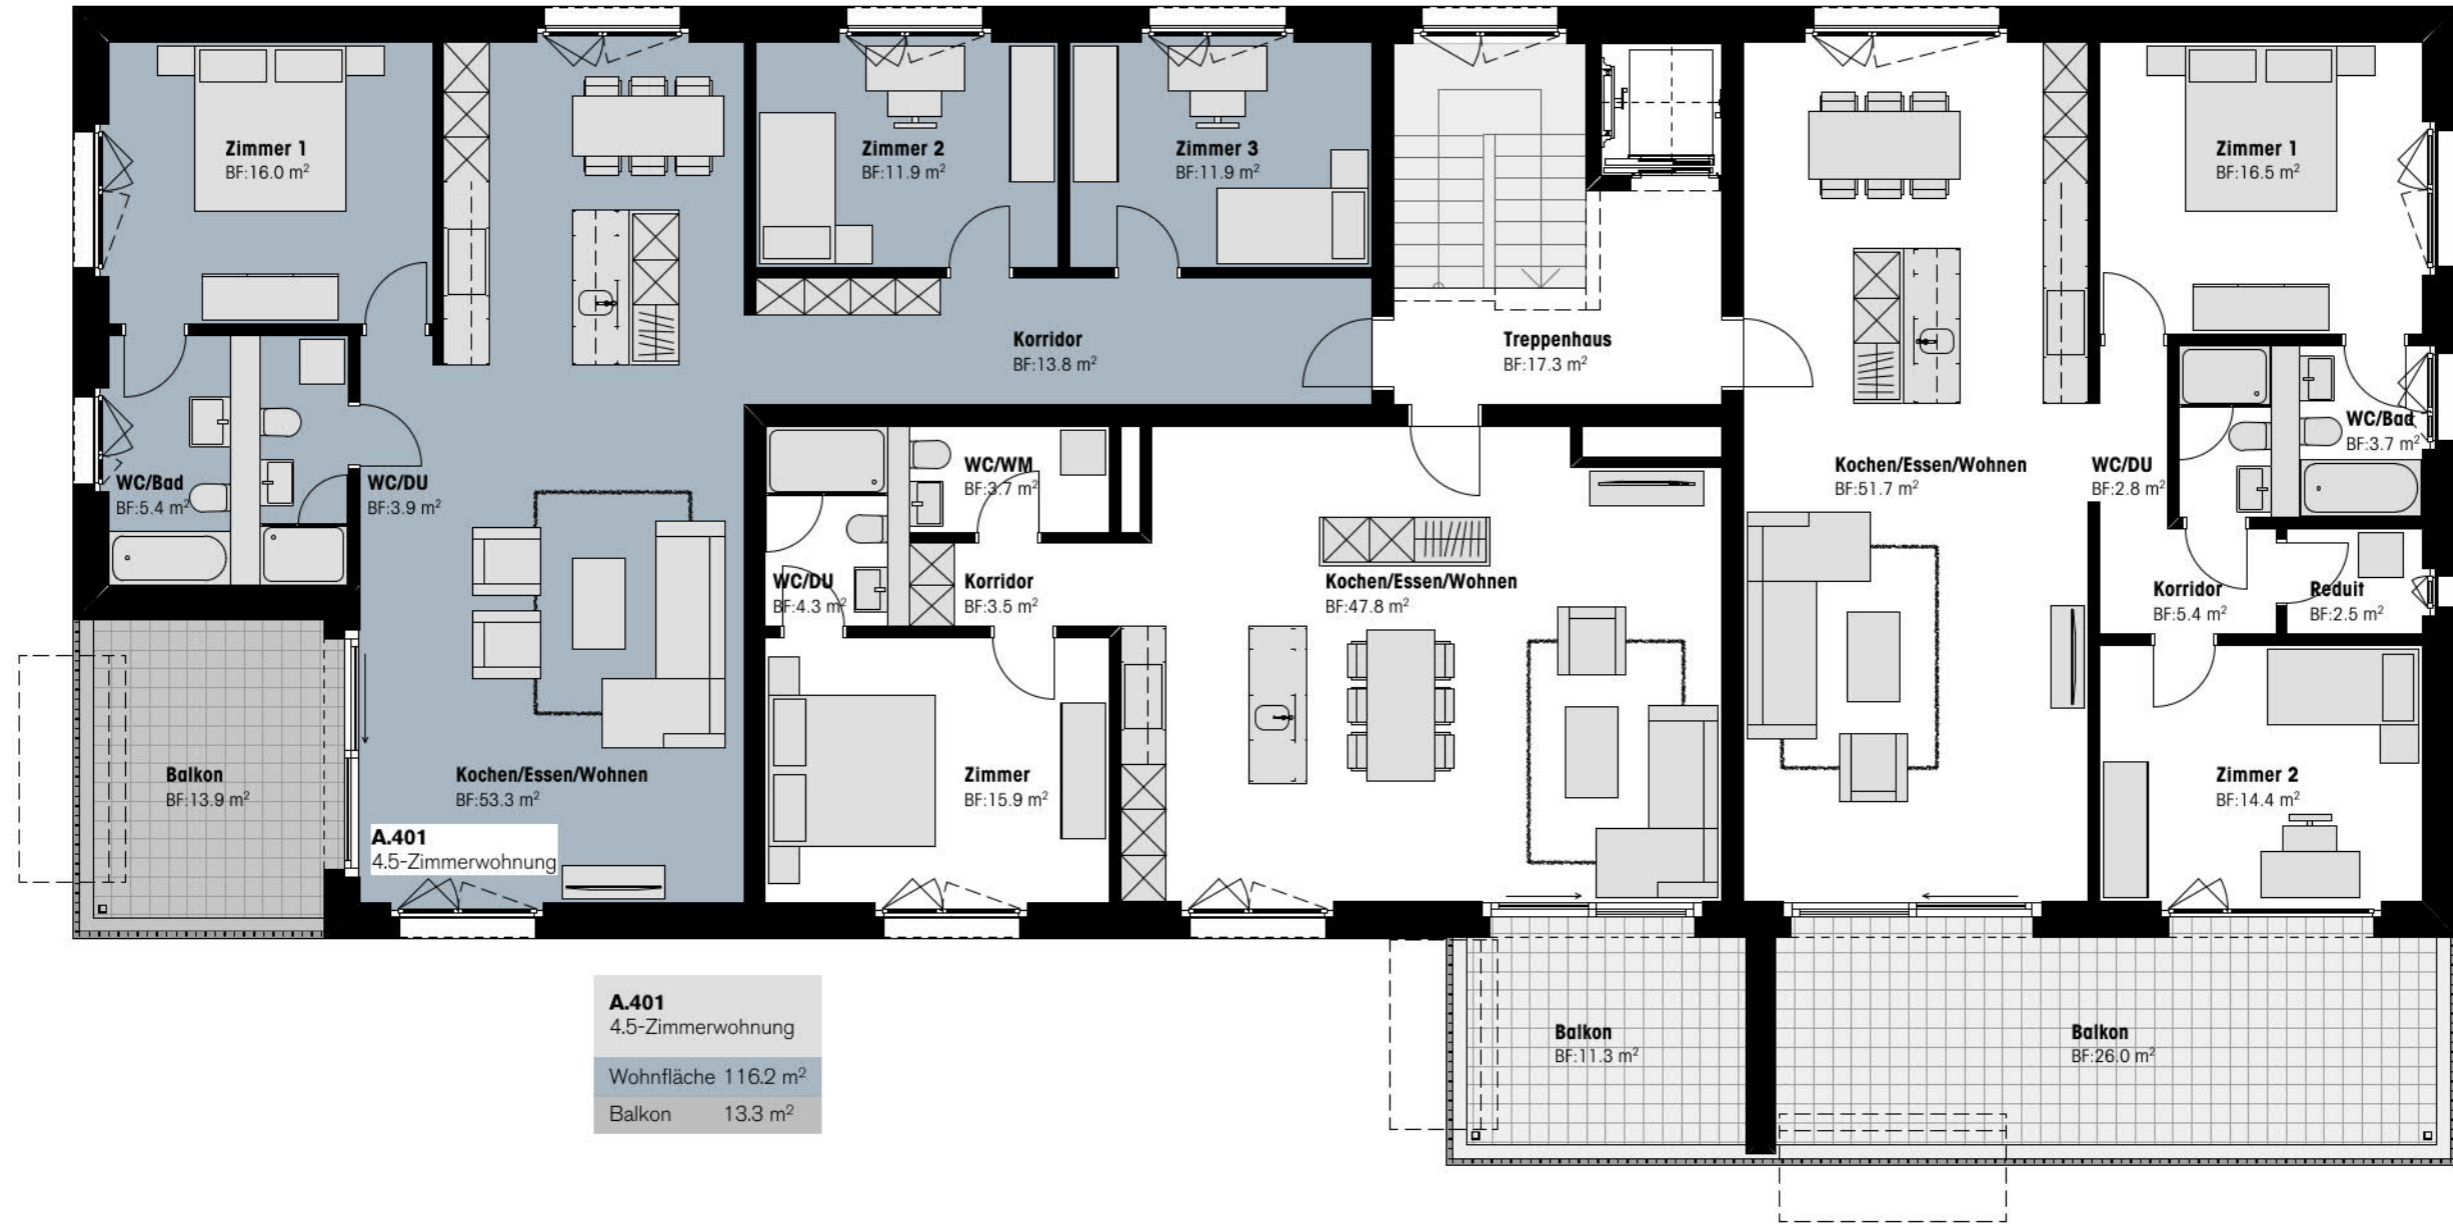 Zimmer 1
BF:16.0 m²
Zimmer 2
BF:11.9 m²
Zimmer 3
BF:11.9 m²
Zimmer 1
BF:16.5 m²
Korridor
BF:13.8 m²
Treppenhaus
BF:17.3 m²
WC/Bad
BF:5.4 m²
WC/DU
BF:3.9 m²
WC/WM
BF:3.7 m²
Kochen/Essen/Wohnen
BF:51.7 m²
WC/DU
BF:2.8 m²
WC/Bad
BF:3.7 m²
WC/DU
BF:4.3 m²
Korridor
BF:3.5 m²
Kochen/Essen/Wohnen
BF:47.8 m²
Korridor
BF:5.4 m²
Reduit
BF:2.5 m²
Balkon
BF:13.9 m²
Kochen/Essen/Wohnen
BF:53.3 m²
A.401
4.5-Zimmerwohnung
Zimmer
BF:15.9 m²
Zimmer 2
BF:14.4 m²
A.401
4.5-Zimmerwohnung
Wohnfläche 116.2 m²
Balkon 13.3 m²
Balkon
BF:11.3 m²
Balkon
BF:26.0 m²